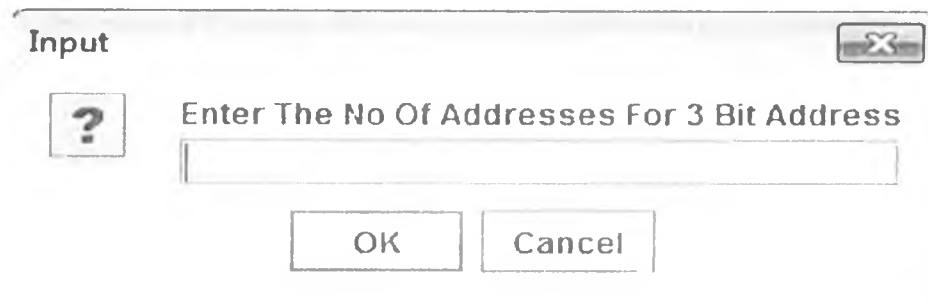 Input
?
Enter The No Of Addresses For 3 Bit Address
OK
Cancel